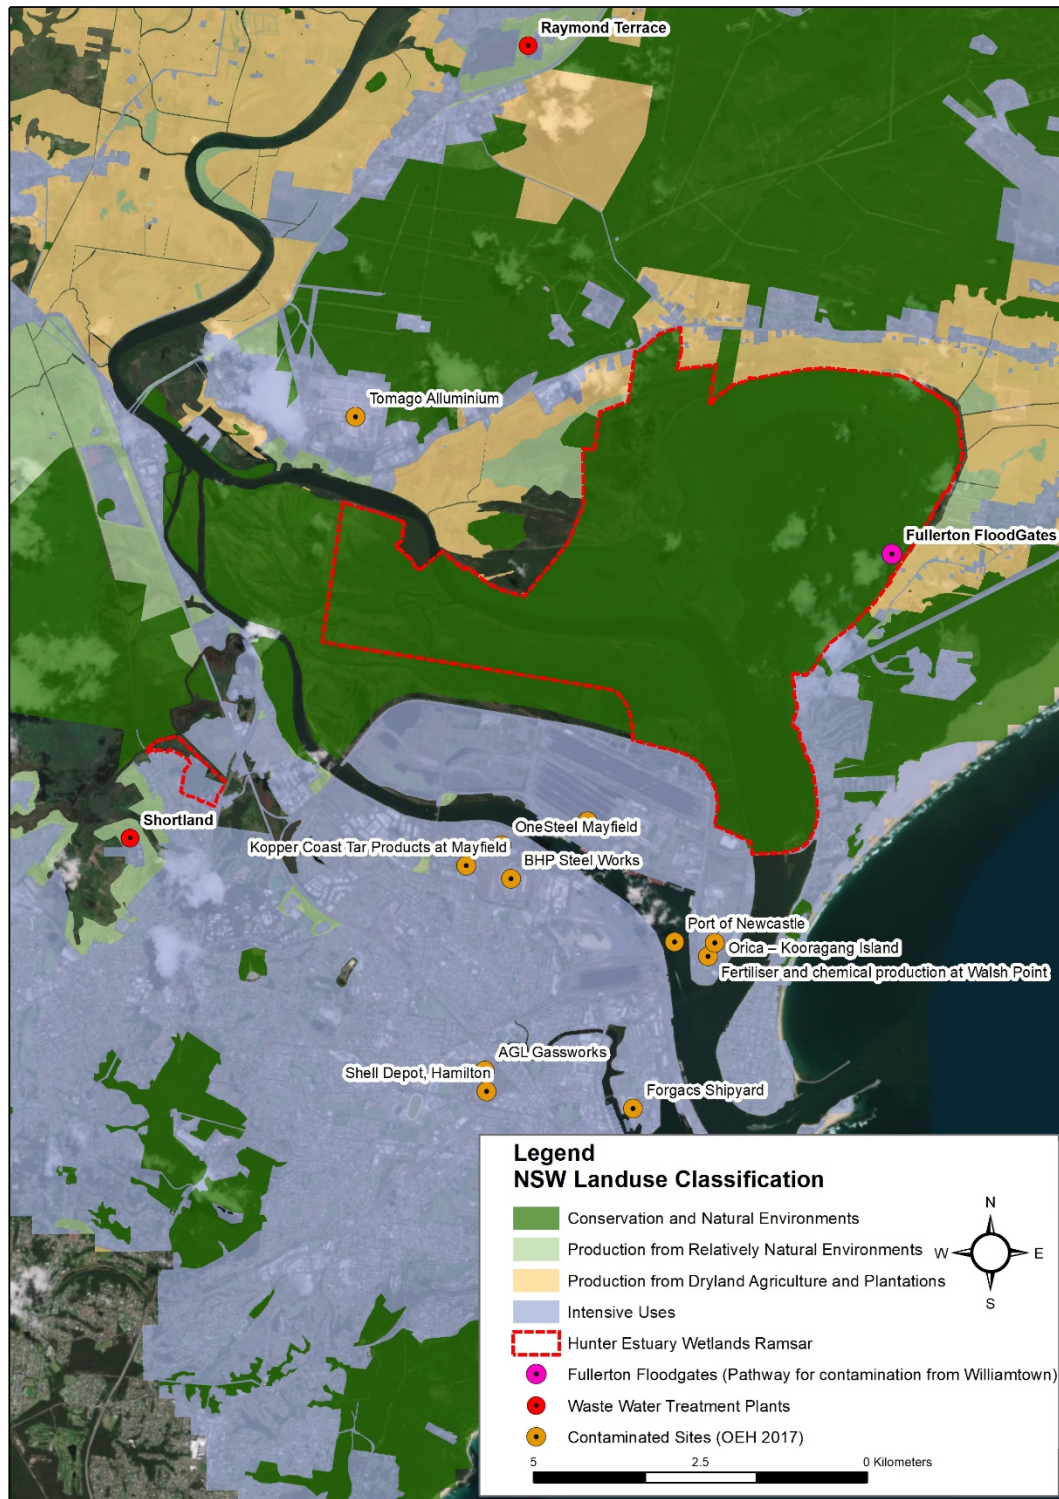 Raymond Terrace
Tomago Alluminium
Fullerton FloodGates
Shortland
OneSteel Mayfield
Kopper Coast Tar Products at Mayfield
BHP Steel Works
Port of Newcastle
Orica – Kooragang Island
Fertiliser and chemical production at Walsh Point
AGL Gassworks
Shell Depot, Hamilton
Forgacs Shipyard
Legend
NSW Landuse Classification
Conservation and Natural Environments
Production from Relatively Natural Environments
Production from Dryland Agriculture and Plantations
Intensive Uses
Hunter Estuary Wetlands Ramsar
Fullerton Floodgates (Pathway for contamination from Williamtown)
Waste Water Treatment Plants
Contaminated Sites (OEH 2017)
N
W E
S
5 2.5 0 Kilometers